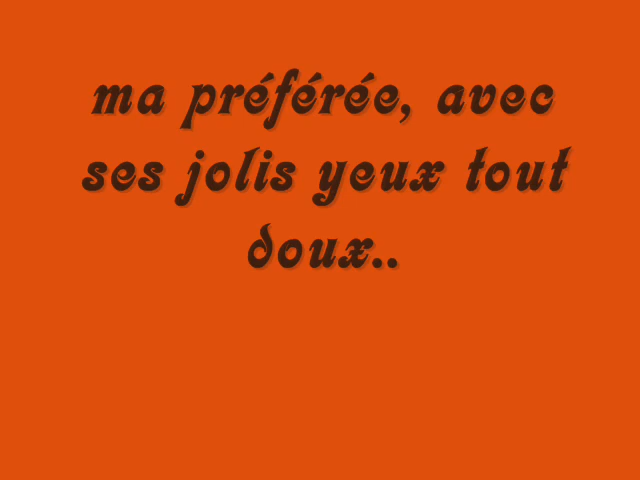 ma préférée, avec
ses jolis yeux tout
doux..